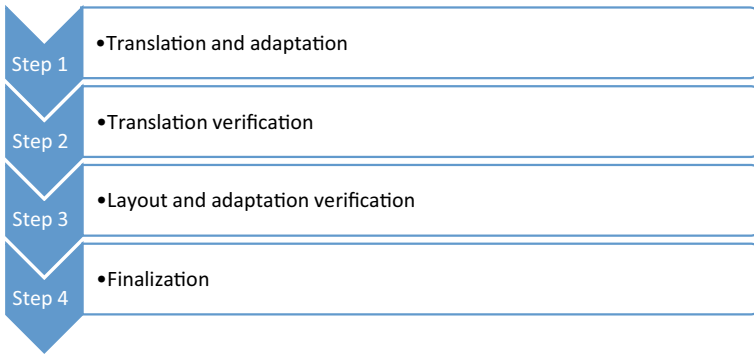 Step 1
•Translation and adaptation
Step 2
•Translation verification
Step 3
•Layout and adaptation verification
Step 4
•Finalization